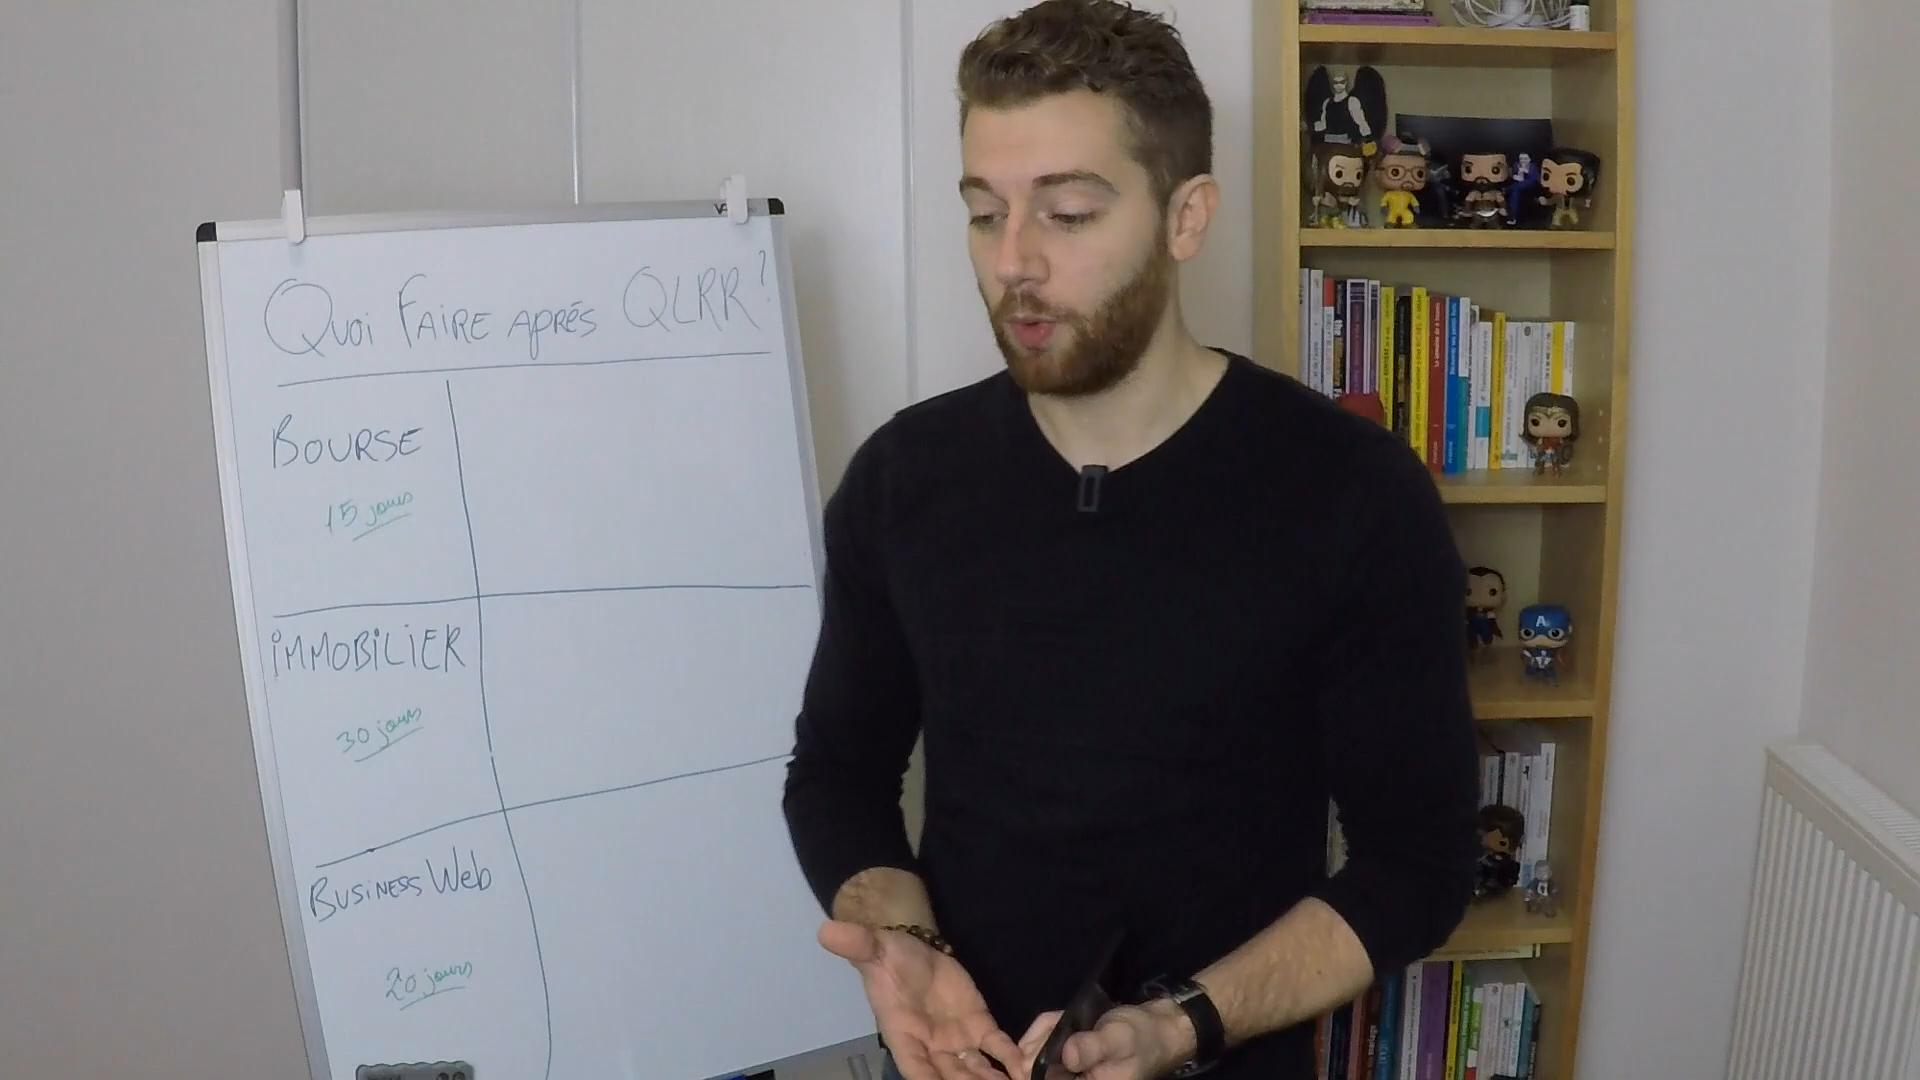 Quoi FAIRE APRÈS QLRR ?
BOURSE
15 jours
iMMOBiLiER
30 jours
BUSiNESS Web
20 jours